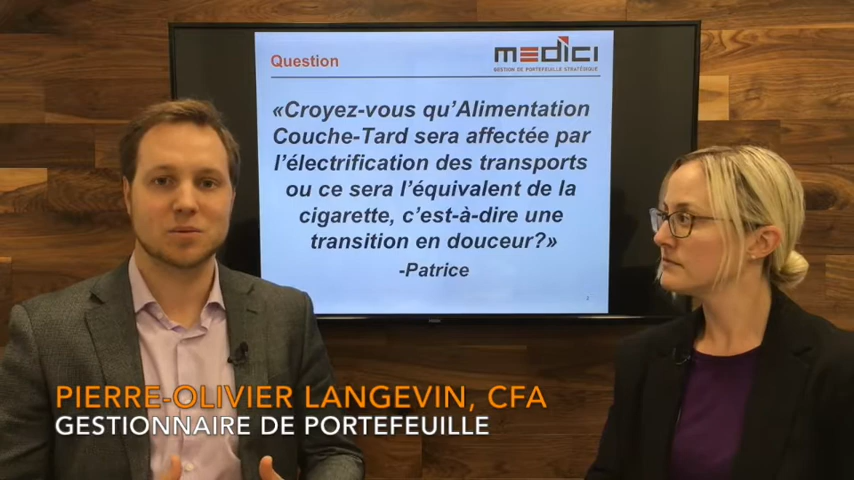 Question
MEDICI
GESTION DE PORTEFEUILLE STRATÉGIQUE
«Croyez-vous qu'Alimentation
Couche-Tard sera affectée par
l'électrification des transports
ou ce sera l'équivalent de la
cigarette, c'est-à-dire une
transition en douceur?»
-Patrice
2
PIERRE-OLIVIER LANGEVIN, CFA
GESTIONNAIRE DE PORTEFEUILLE